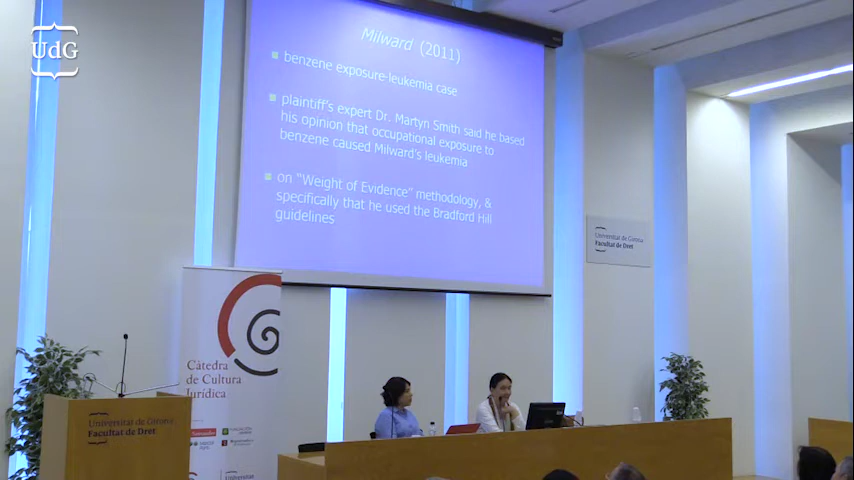 UdG
Milward (2011)
benzene exposure-leukemia case
plaintiff's expert Dr. Martyn Smith said he based
his opinion that occupational exposure to
benzene caused Milward's leukemia
on "Weight of Evidence" methodology, &
specifically that he used the Bradford Hill
guidelines
Universitat de Girona
Facultat de Dret
Càtedra
de Cultura
Jurídica
Universitat de Girona
Facultat de Dret